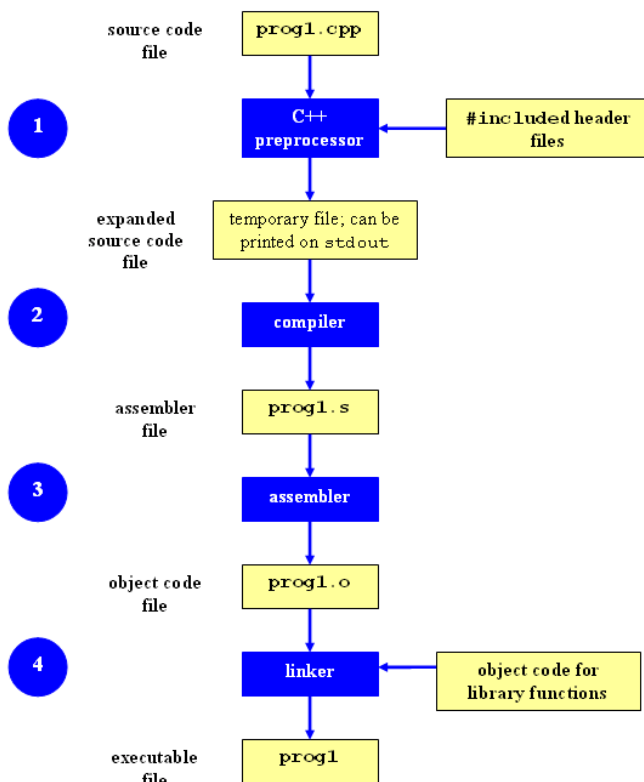 source code
file
prog1.cpp
1
C++
preprocessor
#included header
files
expanded
source code
file
temporary file; can be
printed on stdout
2
compiler
assembler
file
prog1.s
3
assembler
object code
file
prog1.o
4
linker
object code for
library functions
executable
file
prog1